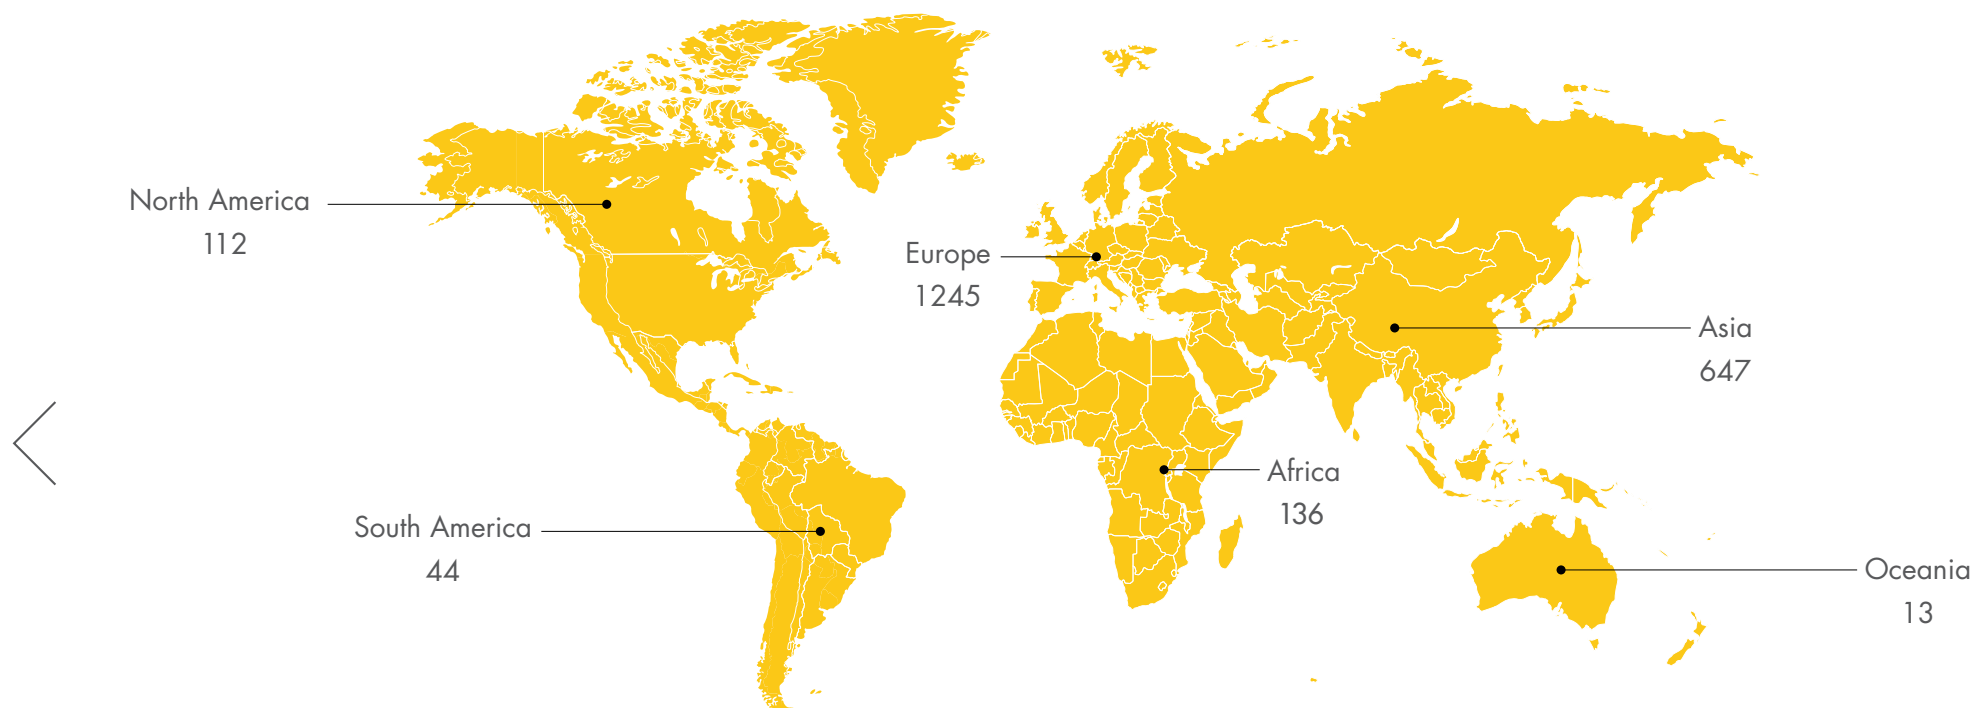 North America
112
Europe
1245
Asia
647
Africa
136
South America
44
Oceania
13